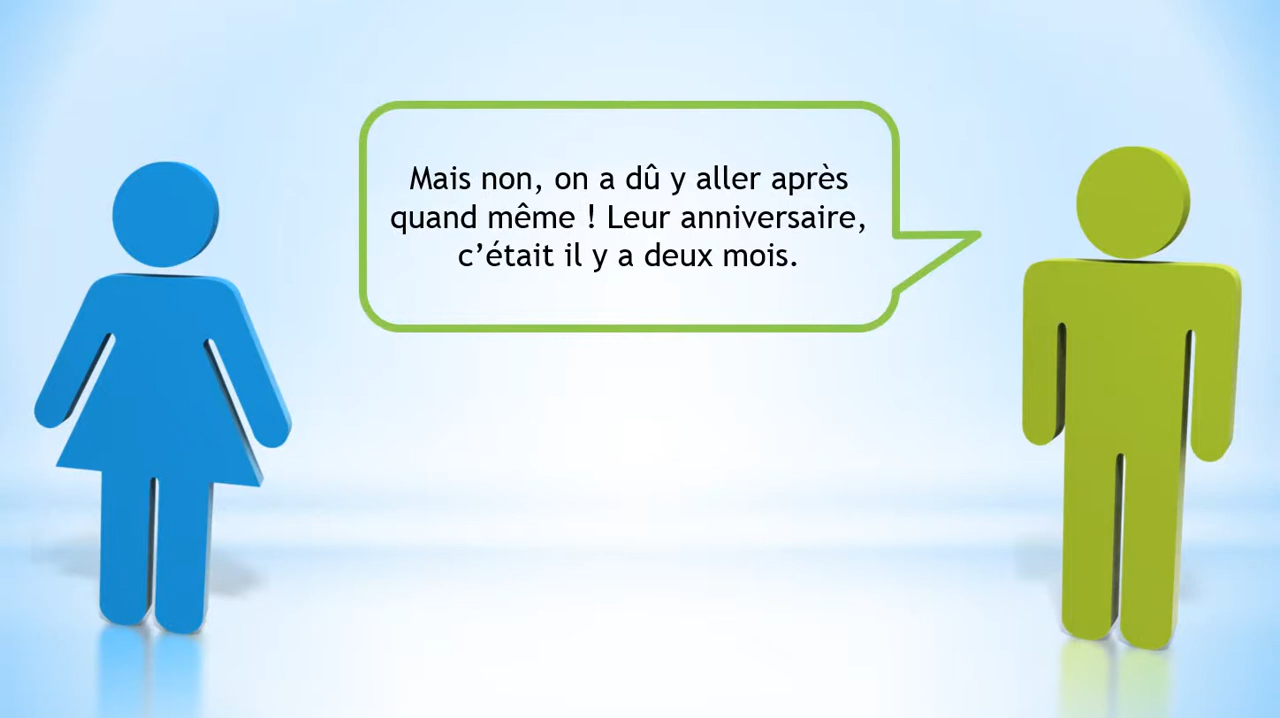 Mais non, on a dû y aller après
quand même ! Leur anniversaire,
c’était il y a deux mois.